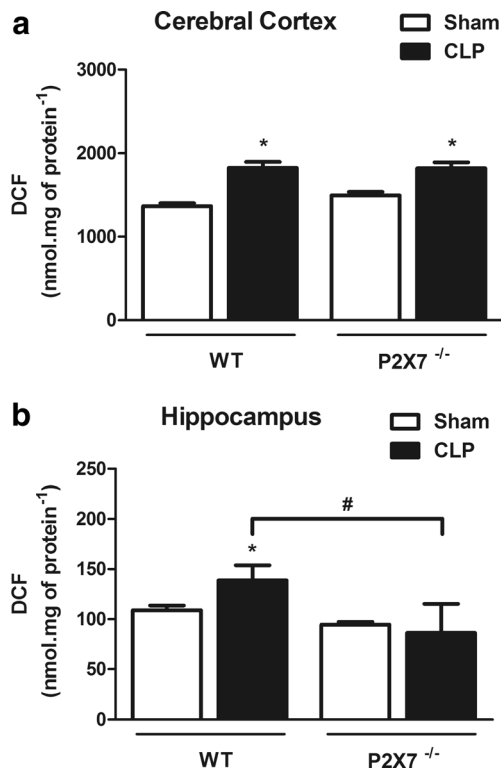 a
Cerebral Cortex
Sham
CLP
DCF
(nmol.mg of protein⁻¹)
3000
2000
1000
0
*
*
WT
P2X7 ⁻/⁻
b
Hippocampus
Sham
CLP
DCF
(nmol.mg of protein⁻¹)
250
200
150
100
50
0
#
*
WT
P2X7 ⁻/⁻